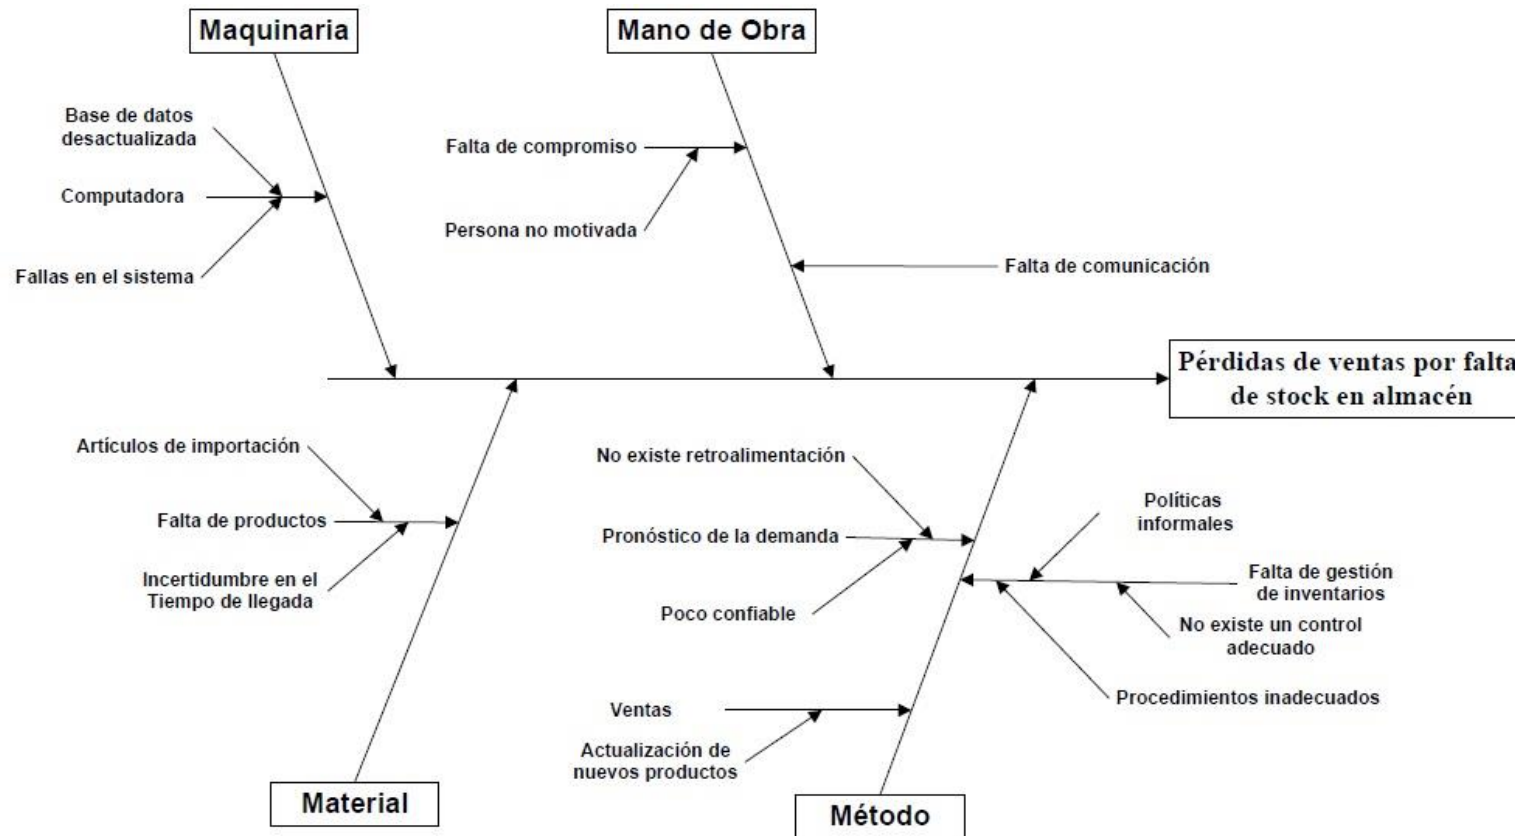 Maquinaria
Mano de Obra
Base de datos
desactualizada
Computadora
Fallas en el sistema
Falta de compromiso
Persona no motivada
Falta de comunicación
Pérdidas de ventas por falta
de stock en almacén
Artículos de importación
Falta de productos
Incertidumbre en el
Tiempo de llegada
No existe retroalimentación
Pronóstico de la demanda
Poco confiable
Políticas
informales
Falta de gestión
de inventarios
No existe un control
adecuado
Procedimientos inadecuados
Ventas
Actualización de
nuevos productos
Material
Método